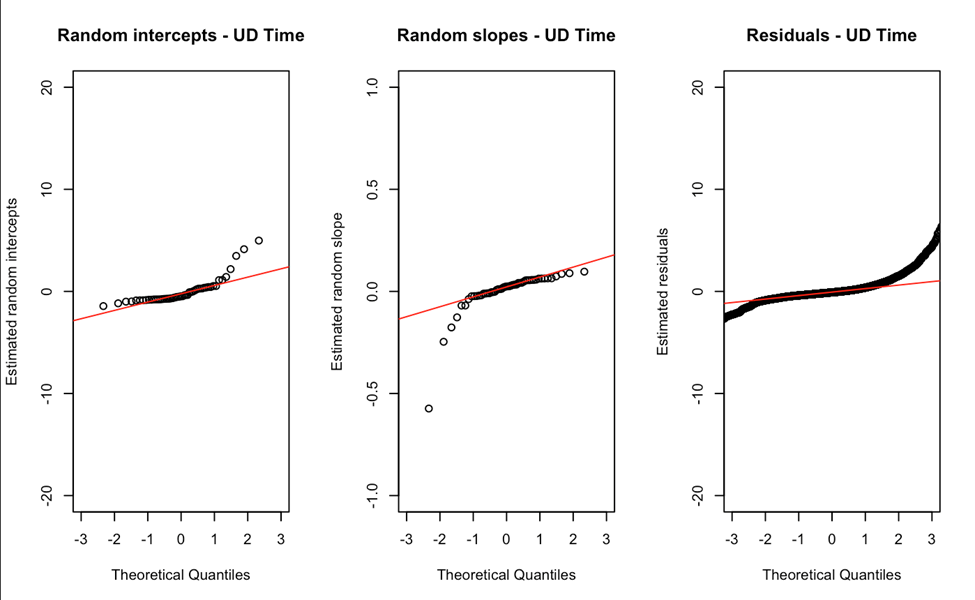 Random intercepts - UD Time
Estimated random intercepts
20
10
0
-10
-20
-3 -2 -1 0 1 2 3
Theoretical Quantiles
Random slopes - UD Time
Estimated random slope
1.0
0.5
0.0
-0.5
-1.0
-3 -2 -1 0 1 2 3
Theoretical Quantiles
Residuals - UD Time
Estimated residuals
20
10
0
-10
-20
-3 -2 -1 0 1 2 3
Theoretical Quantiles